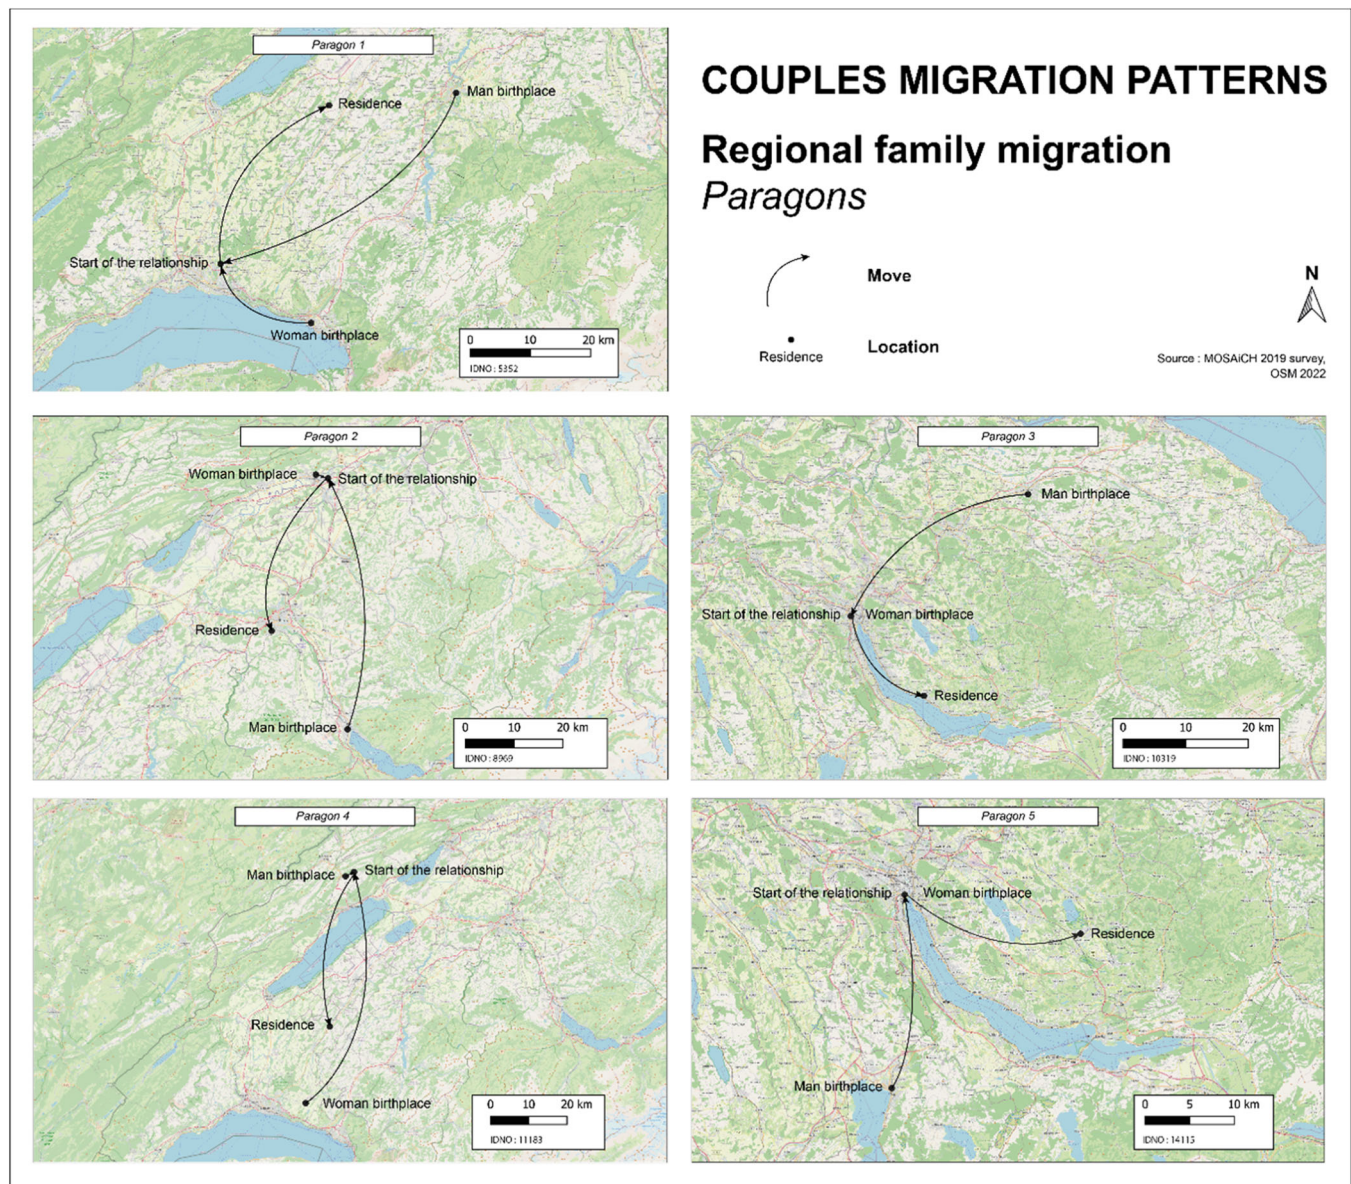 Paragon 1
Residence
Man birthplace
Start of the relationship
Woman birthplace
0 10 20 km
IDNO : 5352
COUPLES MIGRATION PATTERNS
Regional family migration
Paragons
Move
N
Residence
Location
Source : MOSAiCH 2019 survey,
OSM 2022
Paragon 2
Woman birthplace
Start of the relationship
Residence
Man birthplace
0 10 20 km
IDNO : 8969
Paragon 3
Man birthplace
Start of the relationship
Woman birthplace
Residence
0 10 20 km
IDNO : 10319
Paragon 4
Man birthplace
Start of the relationship
Residence
Woman birthplace
0 10 20 km
IDNO : 11183
Paragon 5
Start of the relationship
Woman birthplace
Residence
Man birthplace
0 5 10 km
IDNO : 14115